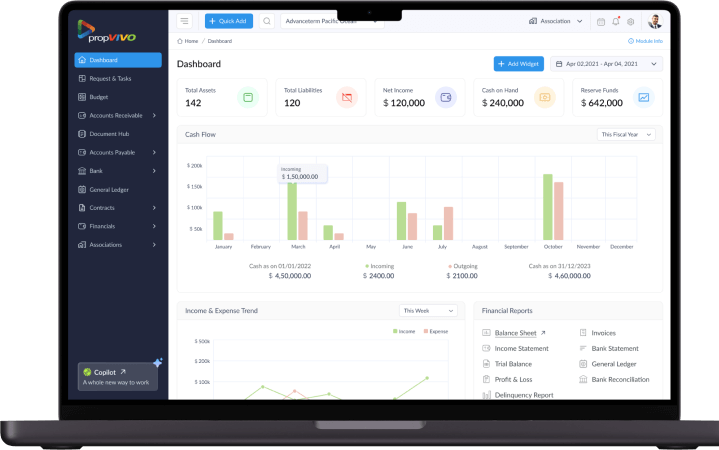 propVIVO
Quick Add
Advanceterm Pacific Ocean
Association
Home / Dashboard
Module Info
Dashboard
Request & Tasks
Budget
Accounts Receivable
Document Hub
Accounts Payable
Bank
General Ledger
Contracts
Financials
Associations
Copilot
A whole new way to work
Dashboard
+ Add Widget
Apr 02,2021 - Apr 04, 2021
Total Assets
142
Total Liabilities
120
Net Income
$ 120,000
Cash on Hand
$ 240,000
Reserve Funds
$ 642,000
Cash Flow
This Fiscal Year
$ 200k
$ 150k
$ 100k
$ 50k
Incoming
$ 1,50,000.00
January February March April May June July August September October November December
Cash as on 01/01/2022
$ 4,50,000.00
Incoming
$ 2400.00
Outgoing
$ 2100.00
Cash as on 31/12/2023
$ 4,60,000.00
Income & Expense Trend
This Week
Income Expense
$ 500k
$ 200k
$ 100k
Financial Reports
Balance Sheet
Invoices
Income Statement
Bank Statement
Trial Balance
General Ledger
Profit & Loss
Bank Reconciliation
Delinquency Report